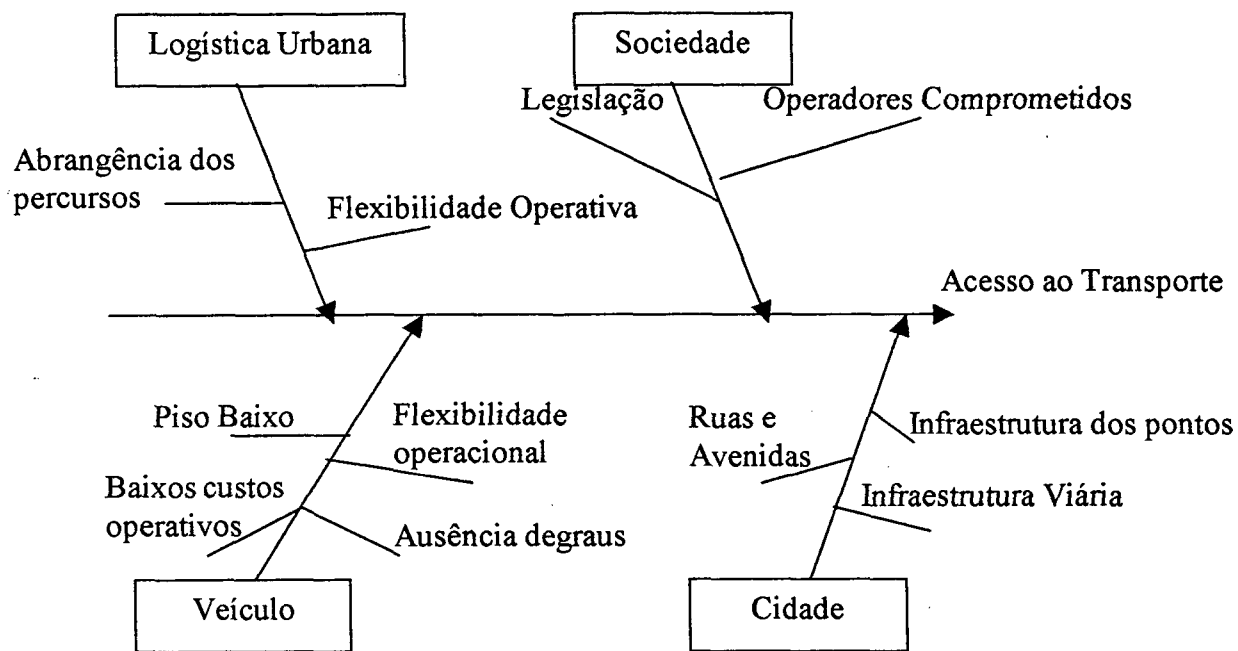 Logística Urbana
Sociedade
Legislação
Operadores Comprometidos
Abrangência dos
percursos
Flexibilidade Operativa
Acesso ao Transporte
Piso Baixo
Flexibilidade
operacional
Ruas e
Avenidas
Infraestrutura dos pontos
Baixos custos
operativos
Infraestrutura Viária
Ausência degraus
Veículo
Cidade